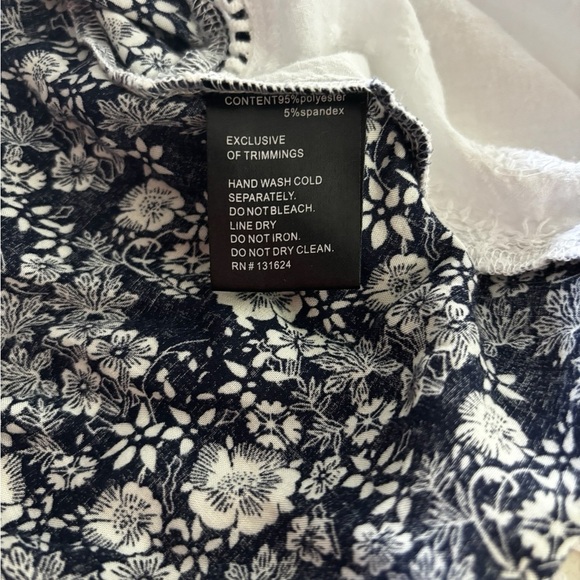 CONTENT95%polyester
5%spandex
EXCLUSIVE
OF TRIMMINGS
HAND WASH COLD
SEPARATELY.
DO NOT BLEACH.
LINE DRY
DO NOT IRON.
DO NOT DRY CLEAN.
RN # 131624